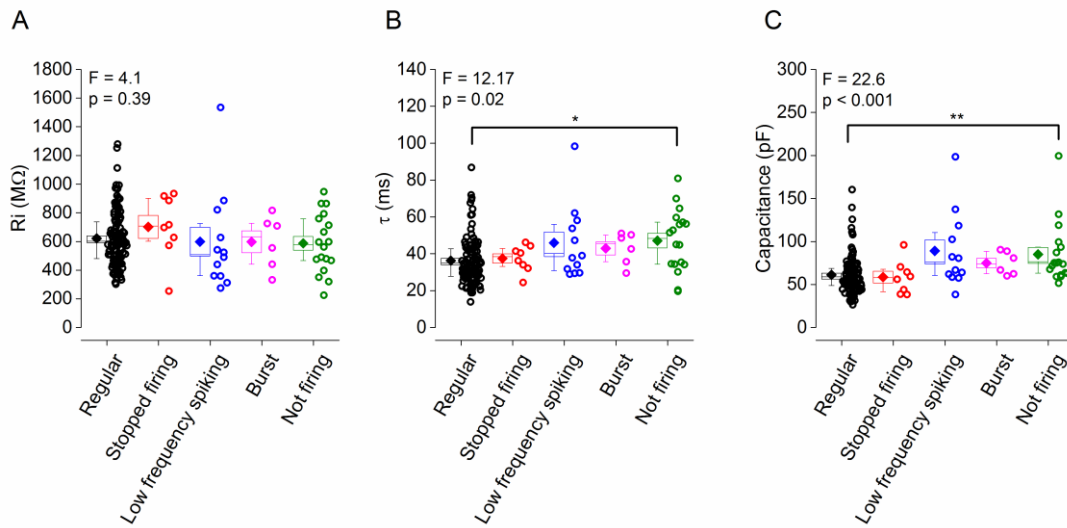 A
Ri (MΩ)
1800
1600
1400
1200
1000
800
600
400
200
0
F = 4.1
p = 0.39
Regular
Stopped firing
Low frequency spiking
Burst
Not firing
B
τ (ms)
140
120
100
80
60
40
20
0
F = 12.17
p = 0.02
*
Regular
Stopped firing
Low frequency spiking
Burst
Not firing
C
Capacitance (pF)
300
250
200
150
100
50
0
F = 22.6
p < 0.001
**
Regular
Stopped firing
Low frequency spiking
Burst
Not firing